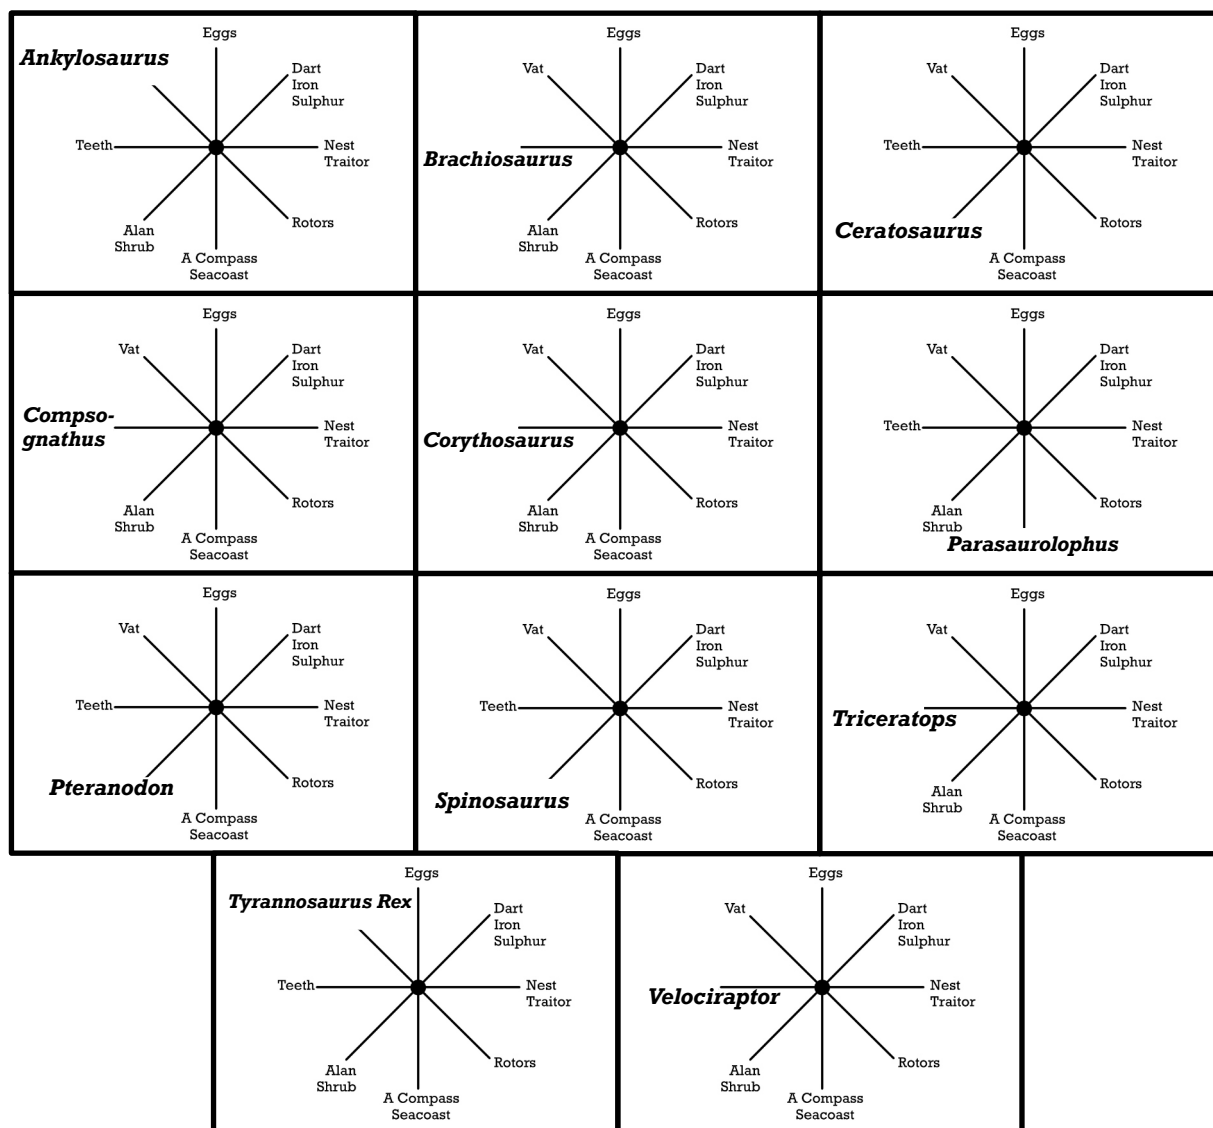 Eggs
Ankylosaurus
Dart
Iron
Sulphur
Teeth
Nest
Traitor
Alan
Shrub
Rotors
A Compass
Seacoast
Eggs
Vat
Dart
Iron
Sulphur
Brachiosaurus
Nest
Traitor
Alan
Shrub
Rotors
A Compass
Seacoast
Eggs
Vat
Dart
Iron
Sulphur
Teeth
Nest
Traitor
Ceratosaurus
Rotors
A Compass
Seacoast
Eggs
Vat
Dart
Iron
Sulphur
Compso-
gnathus
Nest
Traitor
Alan
Shrub
Rotors
A Compass
Seacoast
Eggs
Vat
Dart
Iron
Sulphur
Corythosaurus
Nest
Traitor
Alan
Shrub
Rotors
A Compass
Seacoast
Eggs
Vat
Dart
Iron
Sulphur
Teeth
Nest
Traitor
Alan
Shrub
Rotors
Parasaurolophus
Eggs
Vat
Dart
Iron
Sulphur
Teeth
Nest
Traitor
Pteranodon
Rotors
A Compass
Seacoast
Eggs
Vat
Dart
Iron
Sulphur
Teeth
Nest
Traitor
Spinosaurus
Rotors
A Compass
Seacoast
Eggs
Vat
Dart
Iron
Sulphur
Triceratops
Nest
Traitor
Alan
Shrub
Rotors
A Compass
Seacoast
Eggs
Tyrannosaurus Rex
Dart
Iron
Sulphur
Teeth
Nest
Traitor
Alan
Shrub
Rotors
A Compass
Seacoast
Eggs
Vat
Dart
Iron
Sulphur
Velociraptor
Nest
Traitor
Alan
Shrub
Rotors
A Compass
Seacoast